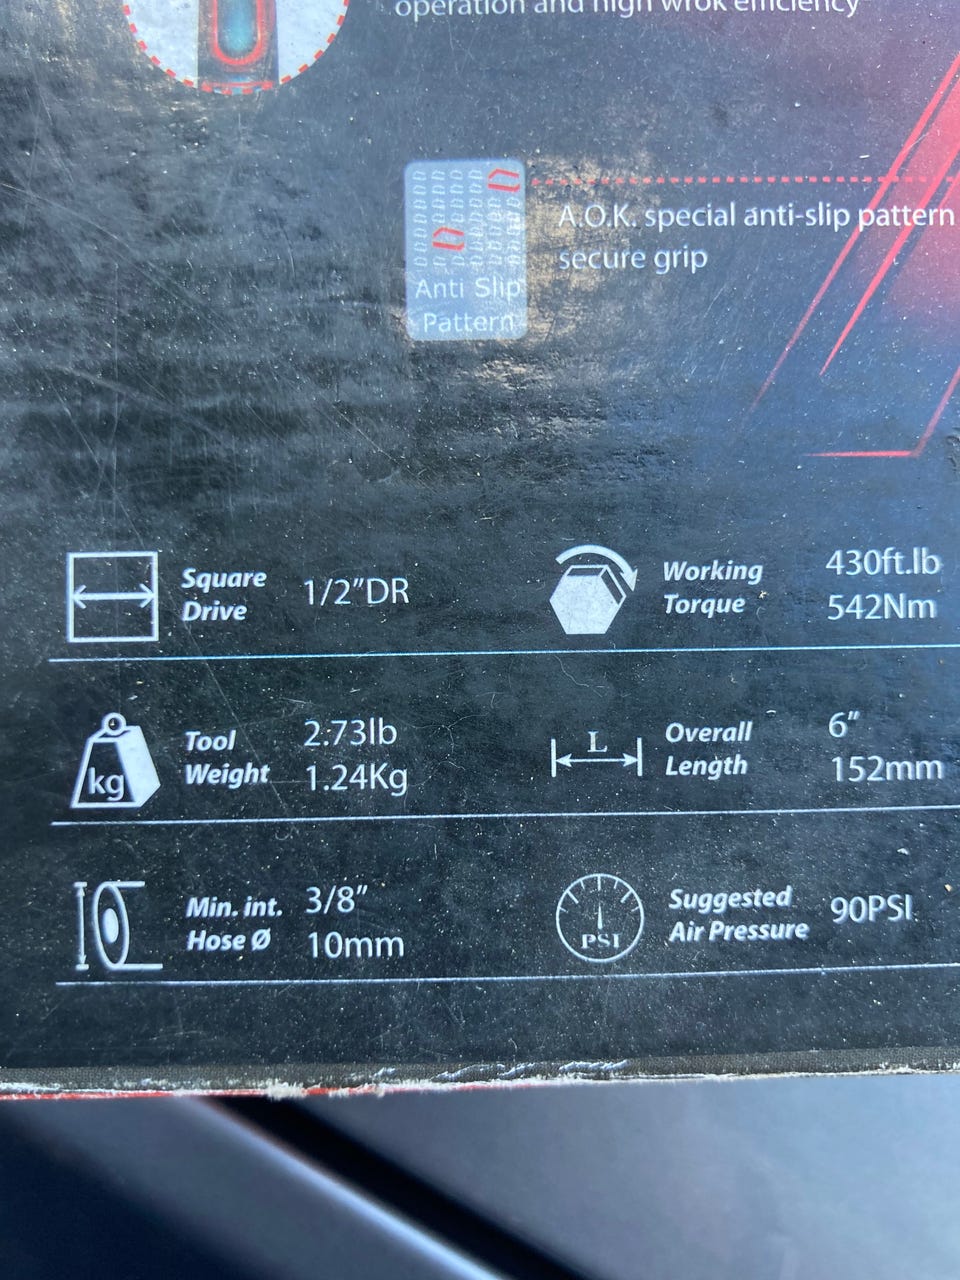 operation and high wrok efficiency
A.O.K. special anti-slip pattern
secure grip
Anti Slip
Pattern
Square
Drive
1/2"DR
Working
Torque
430ft.lb
542Nm
kg
Tool
Weight
2.73lb
1.24Kg
L
Overall
Length
6"
152mm
Min. int.
Hose Ø
3/8"
10mm
PSI
Suggested
Air Pressure
90PSI